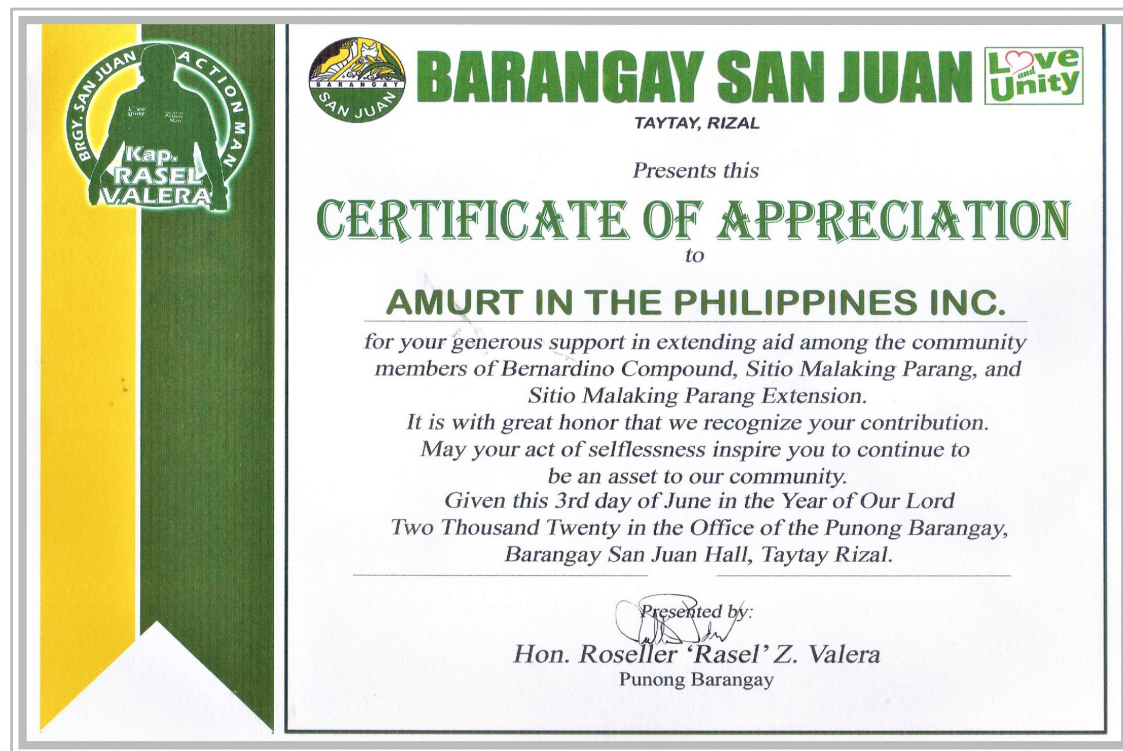 BRGY. SAN JUAN ACTION MAN
Love and Unity
Kap.
RASEL
VALERA
BARANGAY
SAN JUAN
BARANGAY SAN JUAN
Love
and
Unity
TAYTAY, RIZAL
Presents this
CERTIFICATE OF APPRECIATION
to
AMURT IN THE PHILIPPINES INC.
for your generous support in extending aid among the community
members of Bernardino Compound, Sitio Malaking Parang, and
Sitio Malaking Parang Extension.
It is with great honor that we recognize your contribution.
May your act of selflessness inspire you to continue to
be an asset to our community.
Given this 3rd day of June in the Year of Our Lord
Two Thousand Twenty in the Office of the Punong Barangay,
Barangay San Juan Hall, Taytay Rizal.
Presented by:
Hon. Roseller ‘Rasel’ Z. Valera
Punong Barangay